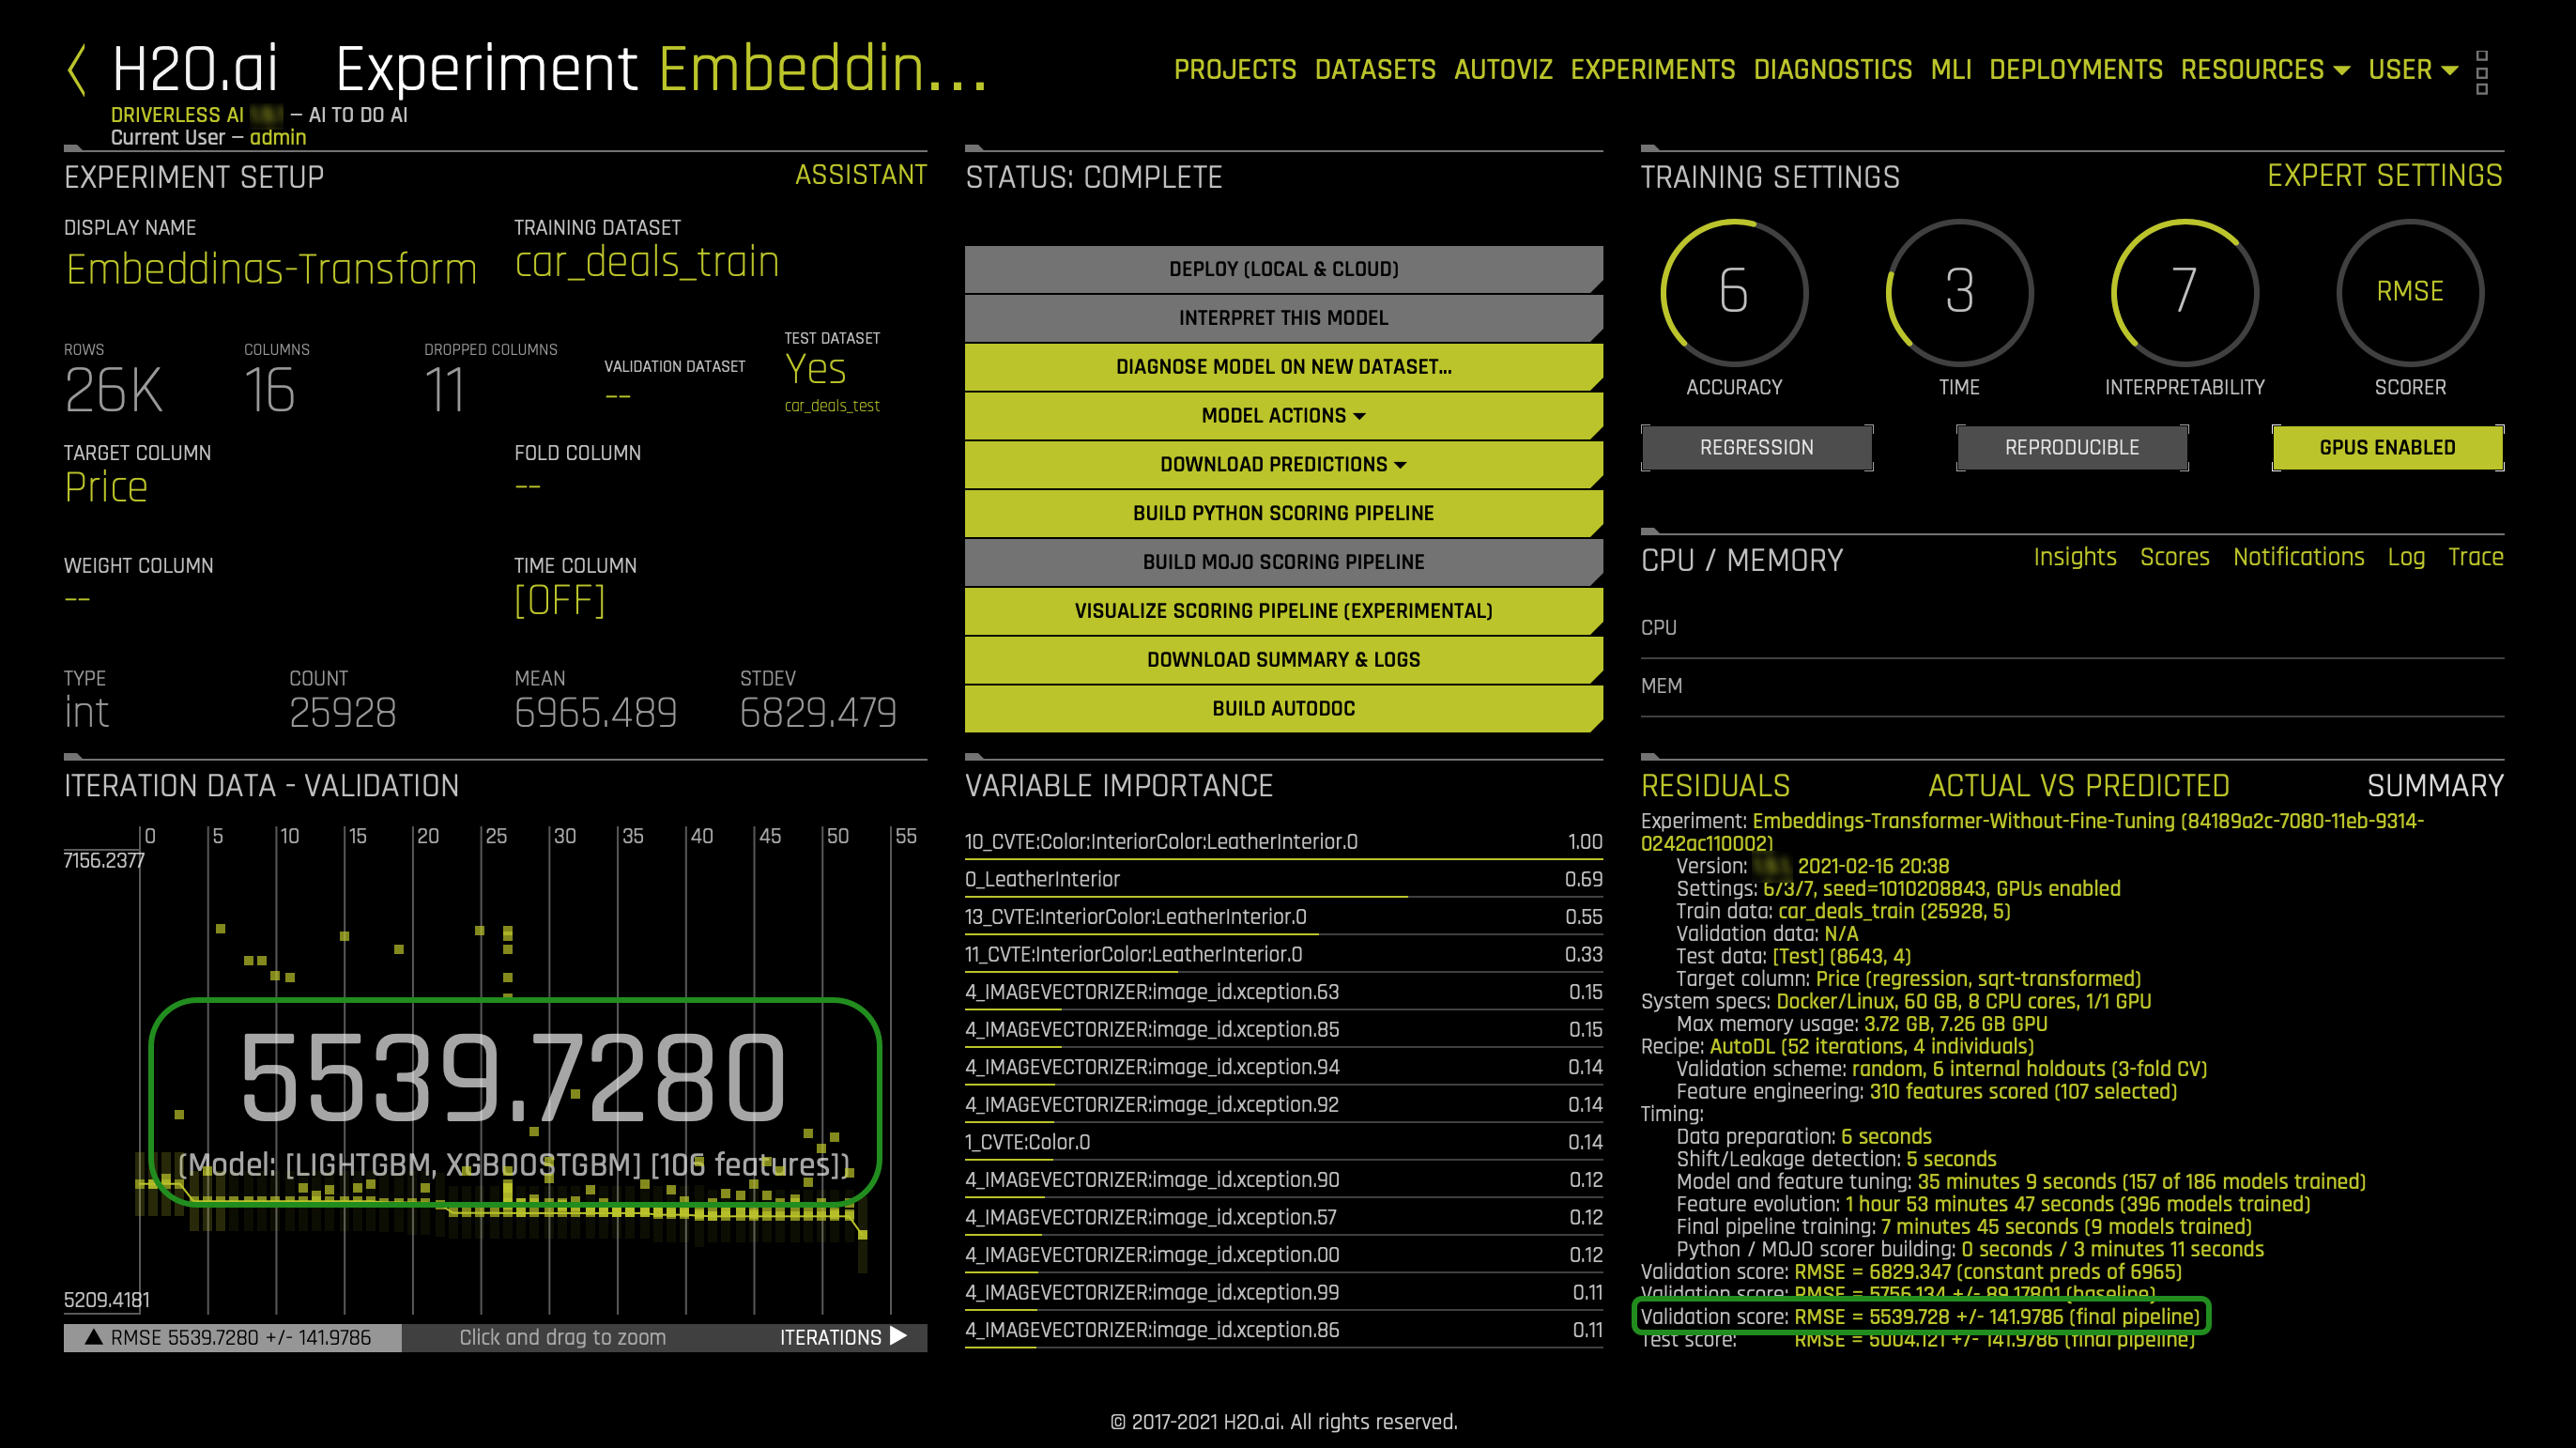 H2O.ai Experiment Embeddin...
PROJECTS DATASETS AUTOVIZ EXPERIMENTS DIAGNOSTICS MLI DEPLOYMENTS RESOURCES USER
DRIVERLESS AI — AI TO DO AI
Current User — admin
EXPERIMENT SETUP
ASSISTANT
DISPLAY NAME
Embeddings-Transform
TRAINING DATASET
car_deals_train
ROWS
26K
COLUMNS
16
DROPPED COLUMNS
11
VALIDATION DATASET
--
TEST DATASET
Yes
car_deals_test
TARGET COLUMN
Price
FOLD COLUMN
--
WEIGHT COLUMN
--
TIME COLUMN
[OFF]
TYPE
int
COUNT
25928
MEAN
6965.489
STDEV
6829.479
STATUS: COMPLETE
DEPLOY (LOCAL & CLOUD)
INTERPRET THIS MODEL
DIAGNOSE MODEL ON NEW DATASET...
MODEL ACTIONS
DOWNLOAD PREDICTIONS
BUILD PYTHON SCORING PIPELINE
BUILD MOJO SCORING PIPELINE
VISUALIZE SCORING PIPELINE (EXPERIMENTAL)
DOWNLOAD SUMMARY & LOGS
BUILD AUTODOC
TRAINING SETTINGS
EXPERT SETTINGS
6
ACCURACY
3
TIME
7
INTERPRETABILITY
RMSE
SCORER
REGRESSION
REPRODUCIBLE
GPUS ENABLED
CPU / MEMORY
Insights Scores Notifications Log Trace
CPU
MEM
ITERATION DATA - VALIDATION
0 5 10 15 20 25 30 35 40 45 50 55
7156.2377
5539.7280
(Model: [LIGHTGBM, XGBOOSTGBM] [106 features])
5209.4181
RMSE 5539.7280 +/- 141.9786
Click and drag to zoom
ITERATIONS
VARIABLE IMPORTANCE
10_CVTE:Color:InteriorColor:LeatherInterior.0 1.00
0_LeatherInterior 0.69
13_CVTE:InteriorColor:LeatherInterior.0 0.55
11_CVTE:InteriorColor:LeatherInterior.0 0.33
4_IMAGEVECTORIZER:image_id.xception.63 0.15
4_IMAGEVECTORIZER:image_id.xception.85 0.15
4_IMAGEVECTORIZER:image_id.xception.94 0.14
4_IMAGEVECTORIZER:image_id.xception.92 0.14
1_CVTE:Color.0 0.14
4_IMAGEVECTORIZER:image_id.xception.90 0.12
4_IMAGEVECTORIZER:image_id.xception.57 0.12
4_IMAGEVECTORIZER:image_id.xception.00 0.12
4_IMAGEVECTORIZER:image_id.xception.99 0.11
4_IMAGEVECTORIZER:image_id.xception.86 0.11
RESIDUALS
ACTUAL VS PREDICTED
SUMMARY
Experiment: Embeddings-Transformer-Without-Fine-Tuning (84189a2c-7080-11eb-9314-
0242ac110002)
Version: 2021-02-16 20:38
Settings: 6/3/7, seed=1010208843, GPUs enabled
Train data: car_deals_train (25928, 5)
Validation data: N/A
Test data: [Test] (8643, 4)
Target column: Price (regression, sqrt-transformed)
System specs: Docker/Linux, 60 GB, 8 CPU cores, 1/1 GPU
Max memory usage: 3.72 GB, 7.26 GB GPU
Recipe: AutoDL (52 iterations, 4 individuals)
Validation scheme: random, 6 internal holdouts (3-fold CV)
Feature engineering: 310 features scored (107 selected)
Timing:
Data preparation: 6 seconds
Shift/Leakage detection: 5 seconds
Model and feature tuning: 35 minutes 9 seconds (157 of 186 models trained)
Feature evolution: 1 hour 53 minutes 47 seconds (396 models trained)
Final pipeline training: 7 minutes 45 seconds (9 models trained)
Python / MOJO scorer building: 0 seconds / 3 minutes 11 seconds
Validation score: RMSE = 6829.347 (constant preds of 6965)
Validation score: RMSE = 5756.134 +/- 89.17801 (baseline)
Validation score: RMSE = 5539.728 +/- 141.9786 (final pipeline)
Test score: RMSE = 5004.121 +/- 141.9786 (final pipeline)
© 2017-2021 H2O.ai. All rights reserved.